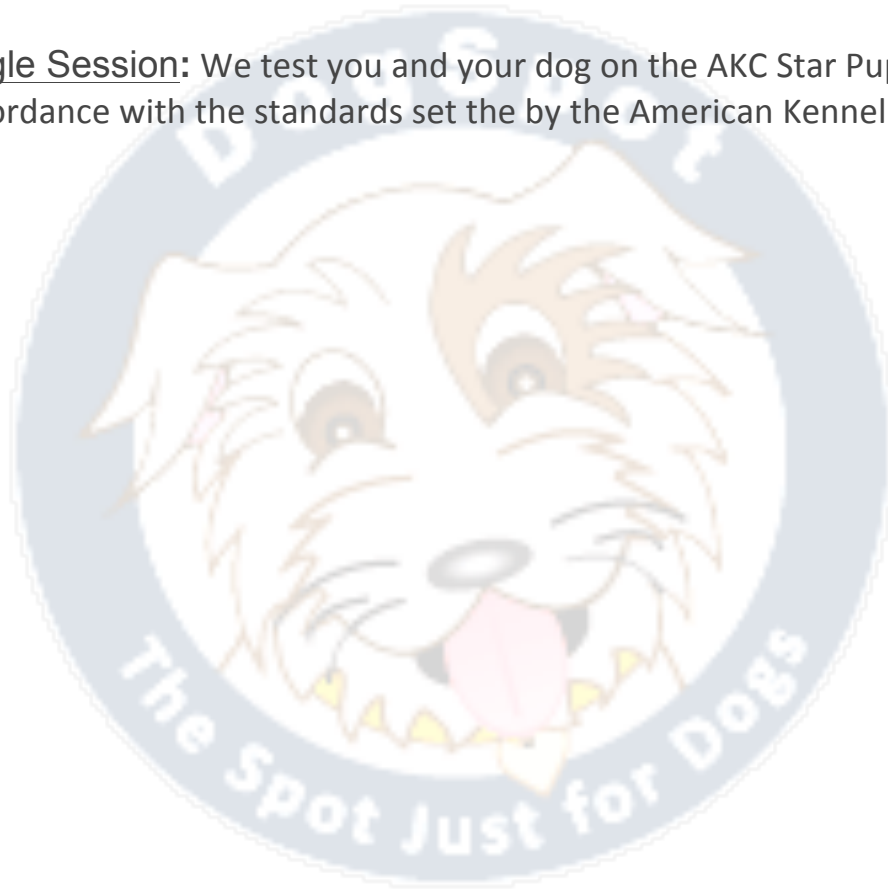 gle Session: We test you and your dog on the AKC Star Pup
ordance with the standards set the by the American Kennel
DogSpot
The Spot Just for Dogs